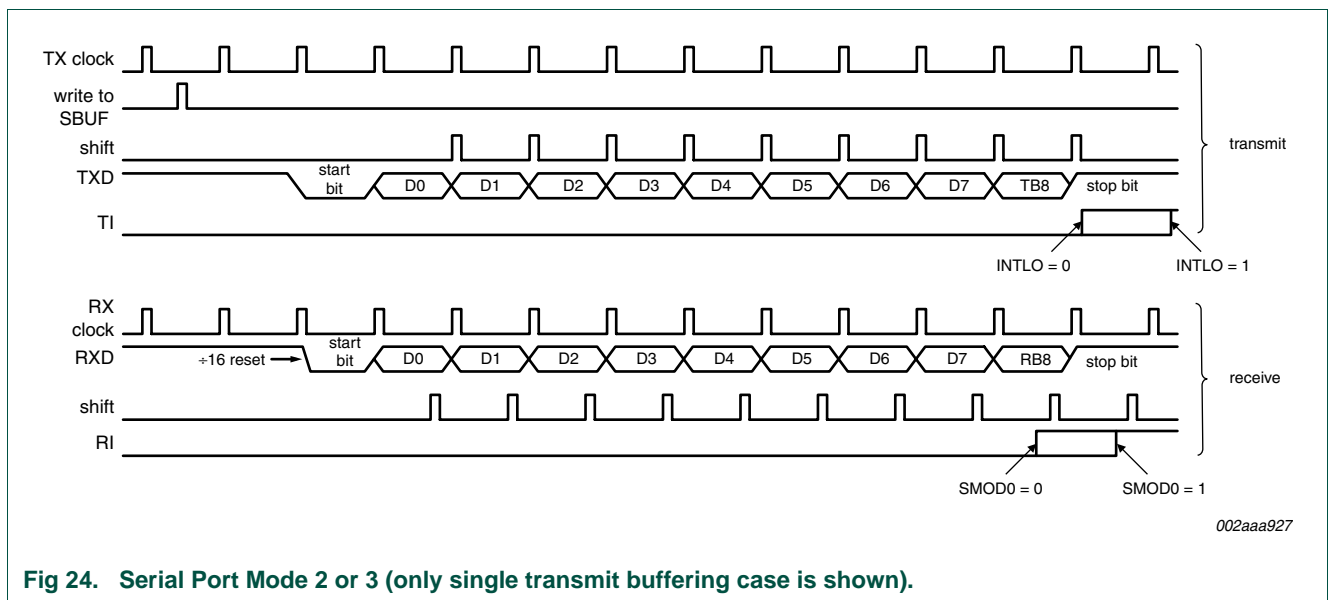 TX clock
write to
SBUF
shift
TXD
start
bit
D0 D1 D2 D3 D4 D5 D6 D7 TB8 stop bit
TI
transmit
INTLO = 0 INTLO = 1
RX
clock
RXD
÷16 reset
start
bit
D0 D1 D2 D3 D4 D5 D6 D7 RB8 stop bit
shift
RI
receive
SMOD0 = 0 SMOD0 = 1
002aaa927
Fig 24. Serial Port Mode 2 or 3 (only single transmit buffering case is shown).